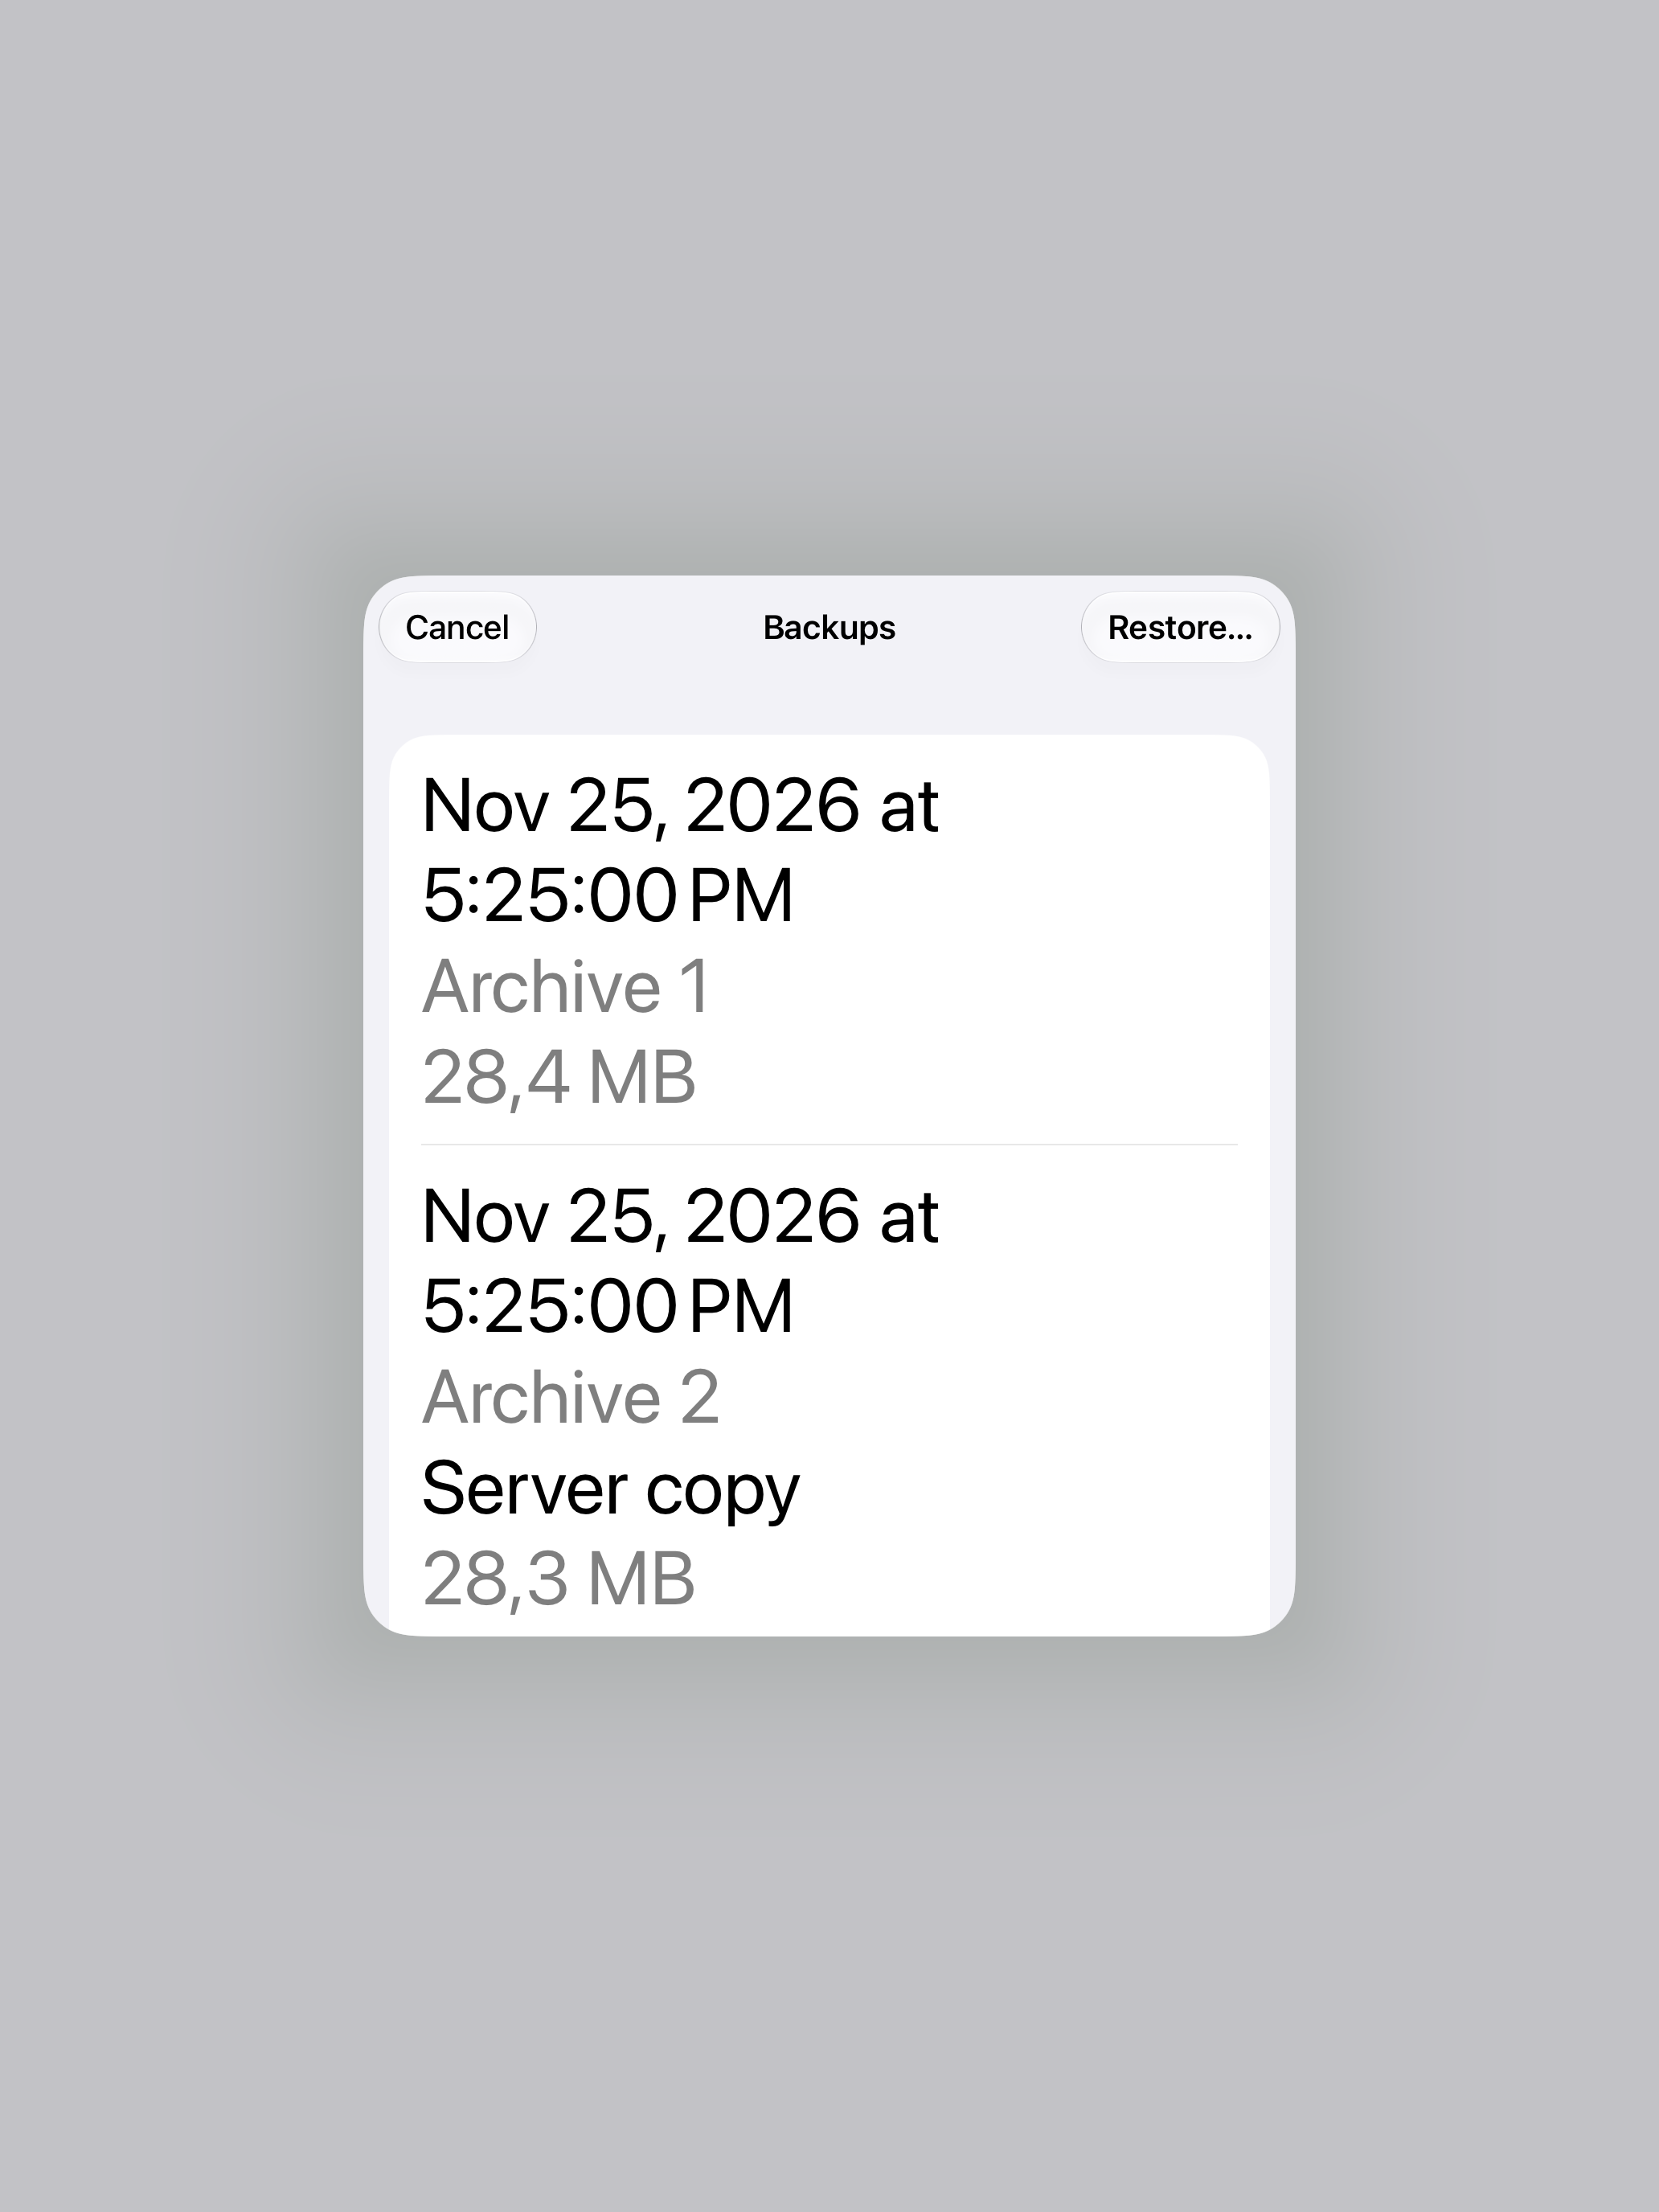 Cancel Backups Restore...
Nov 25, 2026 at
5:25:00 PM
Archive 1
28,4 MB
Nov 25, 2026 at
5:25:00 PM
Archive 2
Server copy
28,3 MB